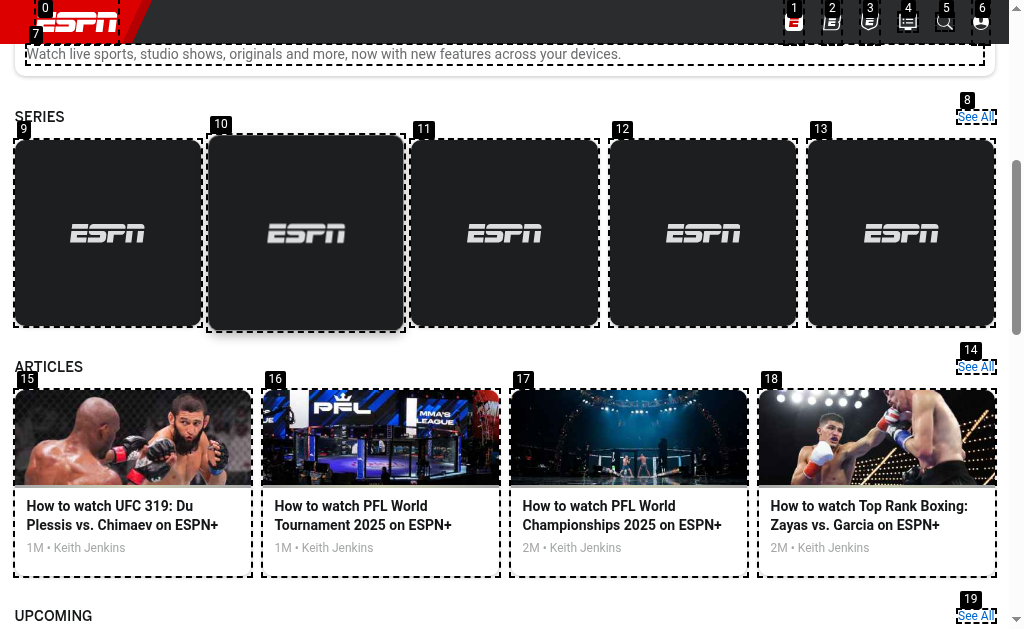 0
ESPN
1
2
3
4
5
6
7
Watch live sports, studio shows, originals and more, now with new features across your devices.
SERIES
8
See All
9
10
11
12
13
ESPN
ESPN
ESPN
ESPN
ESPN
ARTICLES
14
See All
15
16
17
18
PFL
MMA'S
LEAGUE
How to watch UFC 319: Du
Plessis vs. Chimaev on ESPN+
1M • Keith Jenkins
How to watch PFL World
Tournament 2025 on ESPN+
1M • Keith Jenkins
How to watch PFL World
Championships 2025 on ESPN+
2M • Keith Jenkins
How to watch Top Rank Boxing:
Zayas vs. Garcia on ESPN+
2M • Keith Jenkins
UPCOMING
19
See All